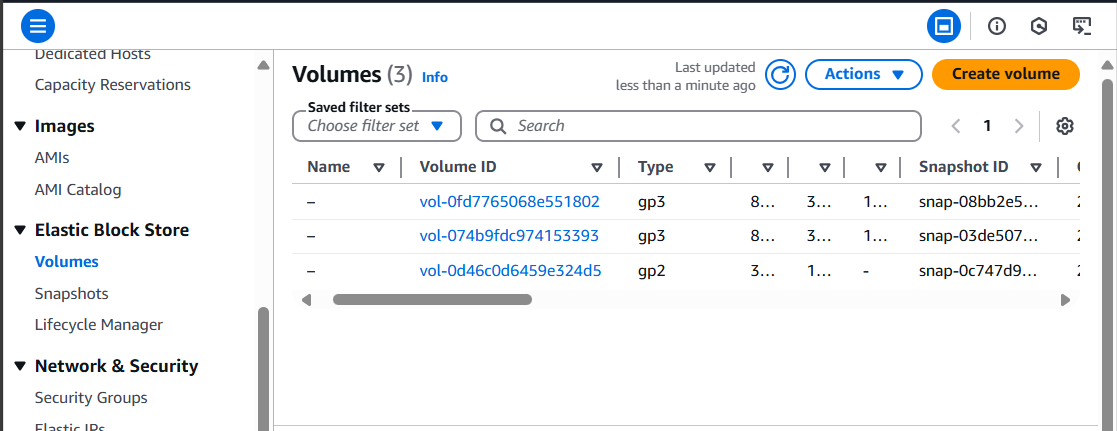 Dedicated Hosts
Capacity Reservations
Images
AMIs
AMI Catalog
Elastic Block Store
Volumes
Snapshots
Lifecycle Manager
Network & Security
Security Groups
Elastic IPs
Volumes (3) Info
Last updated
less than a minute ago
Actions
Create volume
Saved filter sets
Choose filter set
Search
1
Name Volume ID Type Snapshot ID
– vol-0fd7765068e551802 gp3 8... 3... 1... snap-08bb2e5...
– vol-074b9fdc974153393 gp3 8... 3... 1... snap-03de507...
– vol-0d46c0d6459e324d5 gp2 3... 1... - snap-0c747d9...